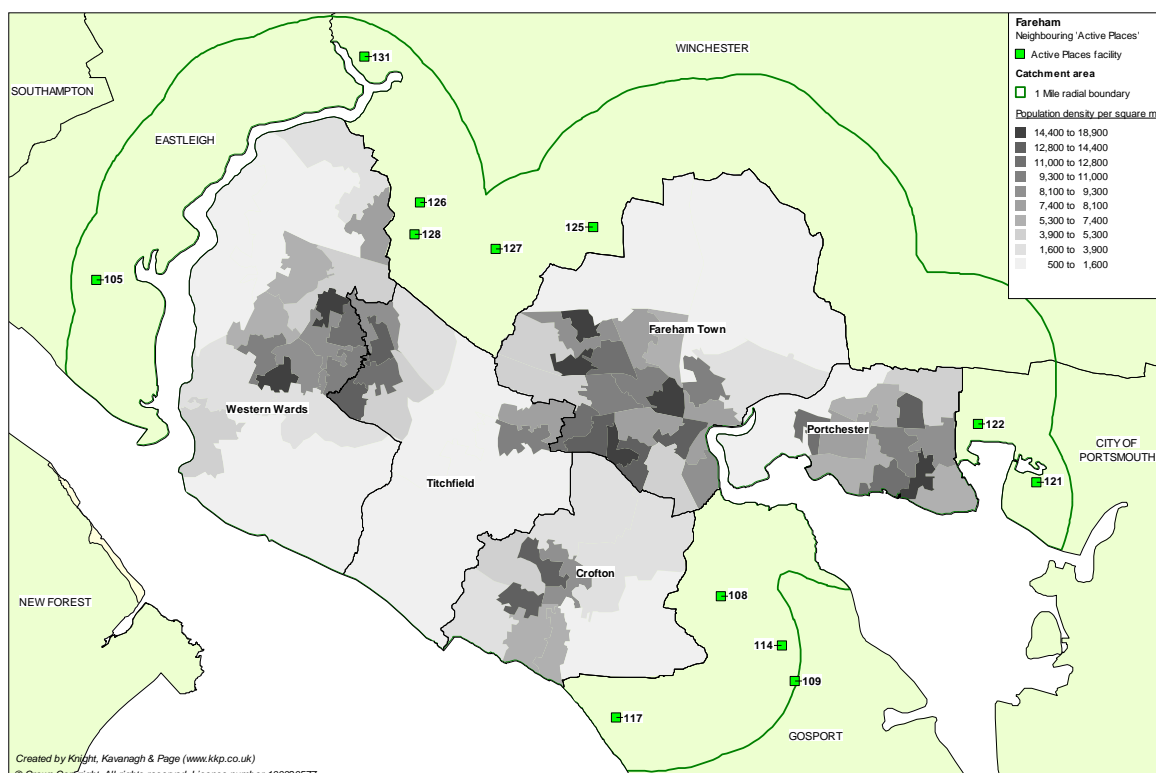 Fareham
Neighbouring 'Active Places'
Active Places facility
Catchment area
1 Mile radial boundary
Population density per square m
14,400 to 18,900
12,800 to 14,400
11,000 to 12,800
9,300 to 11,000
8,100 to 9,300
7,400 to 8,100
5,300 to 7,400
3,900 to 5,300
1,600 to 3,900
500 to 1,600
131
WINCHESTER
SOUTHAMPTON
EASTLEIGH
126
125
128
127
105
Fareham Town
Western Wards
Portchester
122
CITY OF
PORTSMOUTH
Titchfield
121
Crofton
NEW FOREST
108
114
109
117
GOSPORT
Created by Knight, Kavanagh & Page (www.kkp.co.uk)